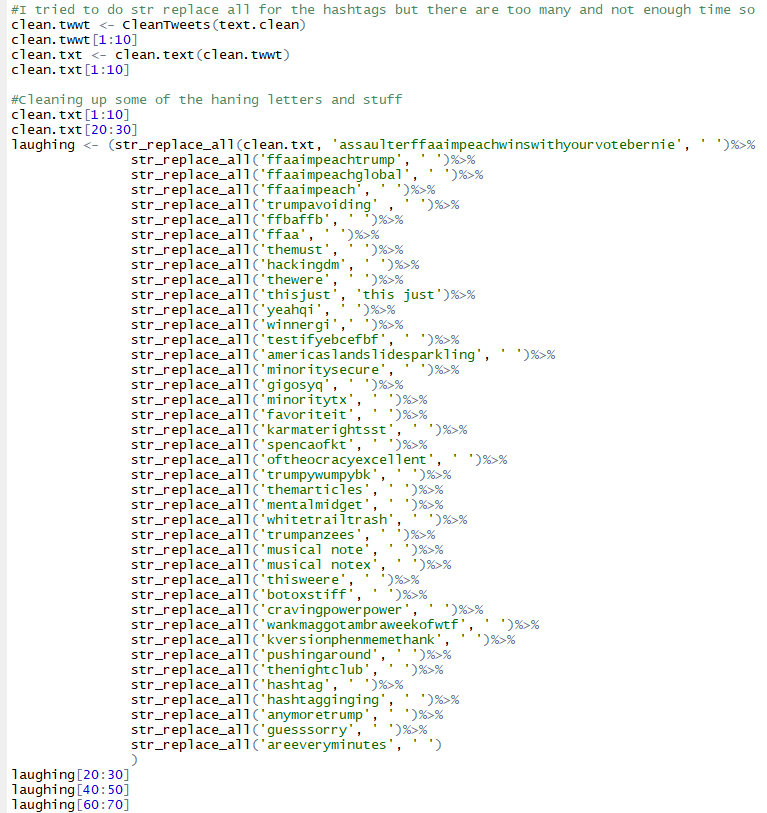 #I tried to do str replace all for the hashtags but there are too many and not enough time so
clean.twwt <- CleanTweets(text.clean)
clean.twwt[1:10]
clean.txt <- clean.text(clean.twwt)
clean.txt[1:10]

#Cleaning up some of the haning letters and stuff
clean.txt[1:10]
clean.txt[20:30]
laughing <- (str_replace_all(clean.txt, 'assaulterffaaimpeachwinswithyourvotebernie', ' ')%>%
str_replace_all('ffaaimpeachtrump', ' ')%>%
str_replace_all('ffaaimpeachglobal', ' ')%>%
str_replace_all('ffaaimpeach', ' ')%>%
str_replace_all('trumpavoiding' , ' ')%>%
str_replace_all('ffbaffb', ' ')%>%
str_replace_all('ffaa', ' ')%>%
str_replace_all('themust', ' ')%>%
str_replace_all('hackingdm', ' ')%>%
str_replace_all('thewere', ' ')%>%
str_replace_all('thisjust', 'this just')%>%
str_replace_all('yeahqi', ' ')%>%
str_replace_all('winnergi',' ')%>%
str_replace_all('testifyebcefbf', ' ')%>%
str_replace_all('americaslandslidesparkling', ' ')%>%
str_replace_all('minoritysecure', ' ')%>%
str_replace_all('gigosyq', ' ')%>%
str_replace_all('minoritytx', ' ')%>%
str_replace_all('favoriteit', ' ')%>%
str_replace_all('karmaterightsst', ' ')%>%
str_replace_all('spencaofkt', ' ')%>%
str_replace_all('oftheocracyexcellent', ' ')%>%
str_replace_all('trumpywumpybk', ' ')%>%
str_replace_all('themarticles', ' ')%>%
str_replace_all('mentalmidget', ' ')%>%
str_replace_all('whitetrailtrash', ' ')%>%
str_replace_all('trumpanzees', ' ')%>%
str_replace_all('musical note', ' ')%>%
str_replace_all('musical notex', ' ')%>%
str_replace_all('thisweere', ' ')%>%
str_replace_all('botoxstiff', ' ')%>%
str_replace_all('cravingpowerpower', ' ')%>%
str_replace_all('wankmaggotambraweekofwtf', ' ')%>%
str_replace_all('kversionphenmemethank', ' ')%>%
str_replace_all('pushingaround', ' ')%>%
str_replace_all('thenightclub', ' ')%>%
str_replace_all('hashtag', ' ')%>%
str_replace_all('hashtagginging', ' ')%>%
str_replace_all('anymoretrump', ' ')%>%
str_replace_all('guesssorry', ' ')%>%
str_replace_all('areeveryminutes', ' ')
)
laughing[20:30]
laughing[40:50]
laughing[60:70]